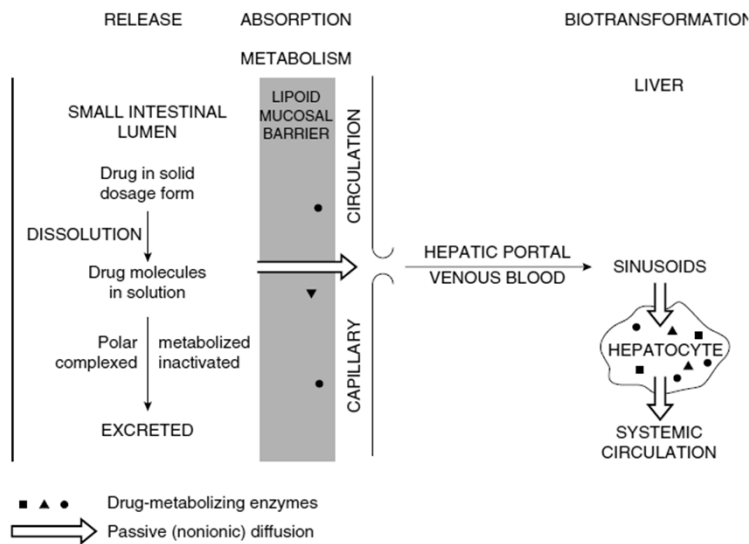 RELEASE
ABSORPTION
METABOLISM
BIOTRANSFORMATION
LIVER
SMALL INTESTINAL
LUMEN
LIPOID
MUCOSAL
BARRIER
CIRCULATION
CAPILLARY
Drug in solid
dosage form
DISSOLUTION
Drug molecules
in solution
Polar
complexed
metabolized
inactivated
EXCRETED
HEPATIC PORTAL
VENOUS BLOOD
SINUSOIDS
HEPATOCYTE
SYSTEMIC
CIRCULATION
Drug-metabolizing enzymes
Passive (nonionic) diffusion